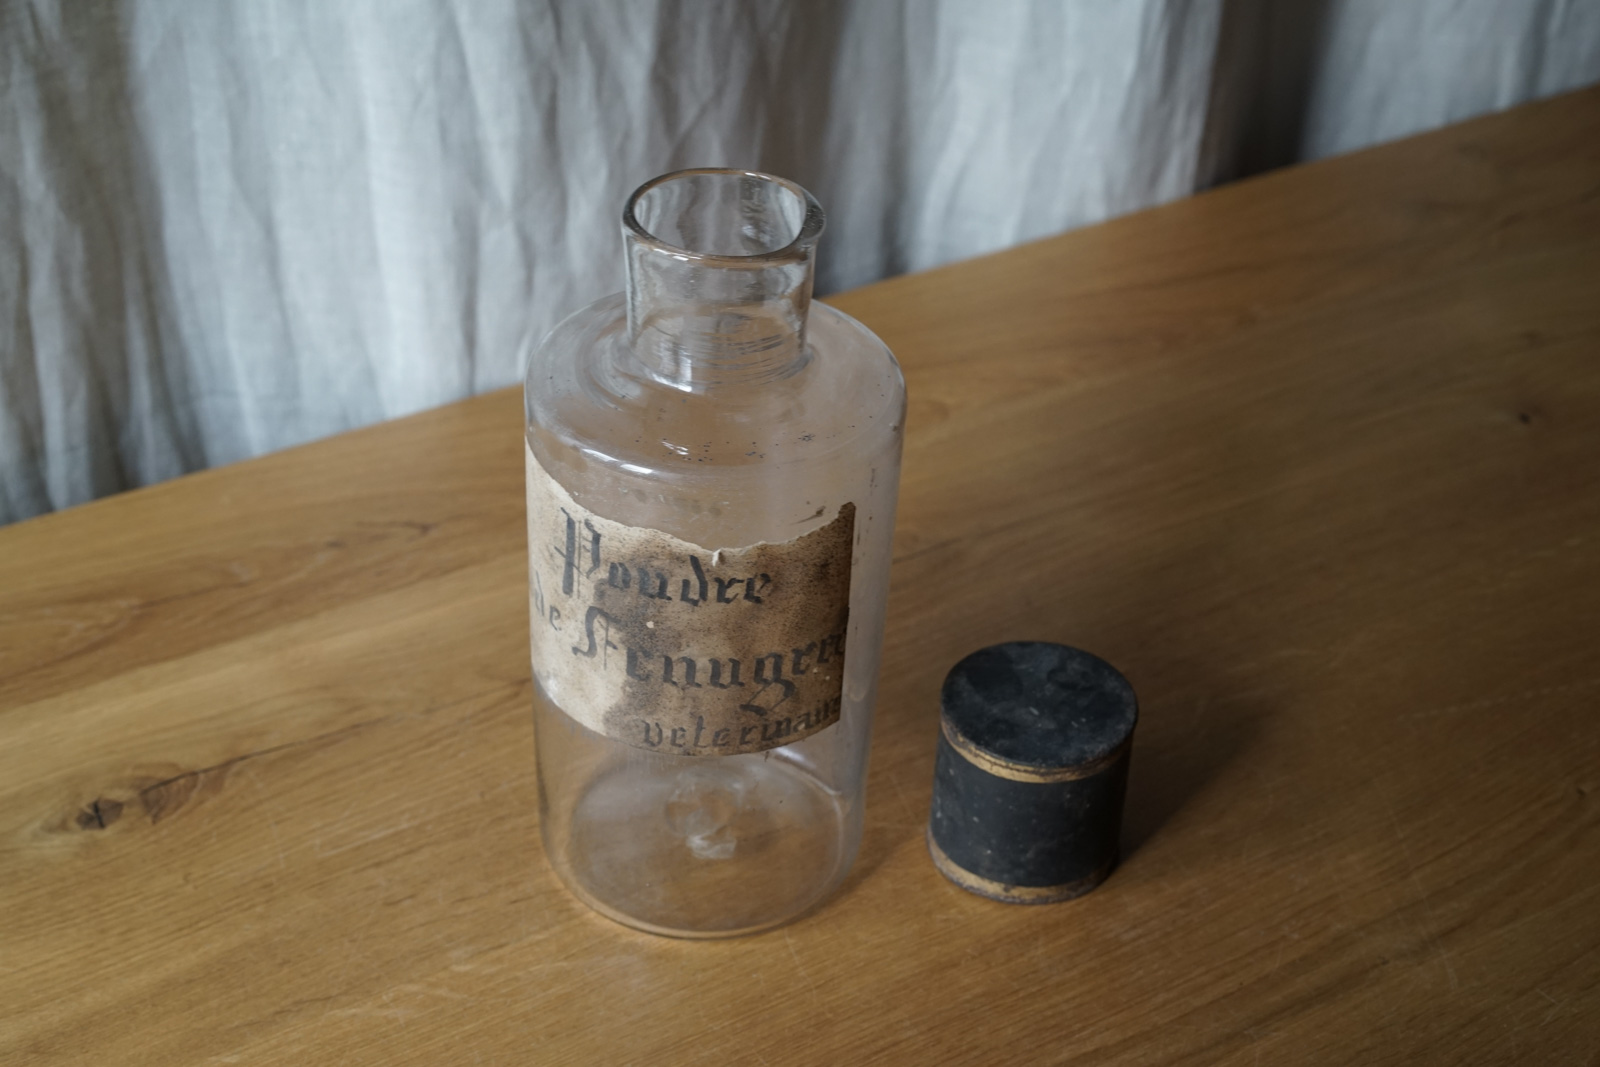 Poudre
de Fenugrec
veterinaire